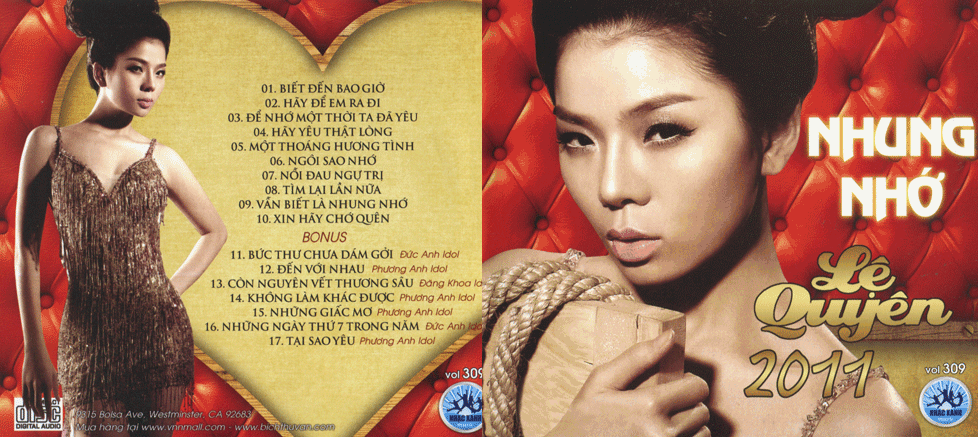 01. BIẾT ĐẾN BAO GIỜ
02. HÃY ĐỂ EM RA ĐI
03. ĐỂ NHỚ MỘT THỜI TA ĐÃ YÊU
04. HÃY YÊU THẬT LÒNG
05. MỘT THOÁNG HƯƠNG TÌNH
06. NGÔI SAO NHỚ
07. NỖI ĐAU NGỰ TRỊ
08. TÌM LẠI LẦN NỮA
09. VẪN BIẾT LÀ NHUNG NHỚ
10. XIN HÃY CHỚ QUÊN
BONUS
11. BỨC THƯ CHƯA DÁM GỞI Đức Anh Idol
12. ĐẾN VỚI NHAU Phương Anh Idol
13. CÒN NGUYÊN VẾT THƯƠNG SÂU Đăng Khoa Id
14. KHÔNG LÀM KHÁC ĐƯỢC Phương Anh Idol
15. NHỮNG GIẤC MƠ Phương Anh Idol
16. NHỮNG NGÀY THỨ 7 TRONG NĂM Đức Anh Idol
17. TẠI SAO YÊU Phương Anh Idol
vol 309
disc
DIGITAL AUDIO
9315 Bolsa Ave, Westminster, CA 92683
Mua hang tại www.vnnmall.com - www.bichthuvan.com
NHUNG
NHỚ
Lê
Quyên
2011
vol 309
NHẠC XANH